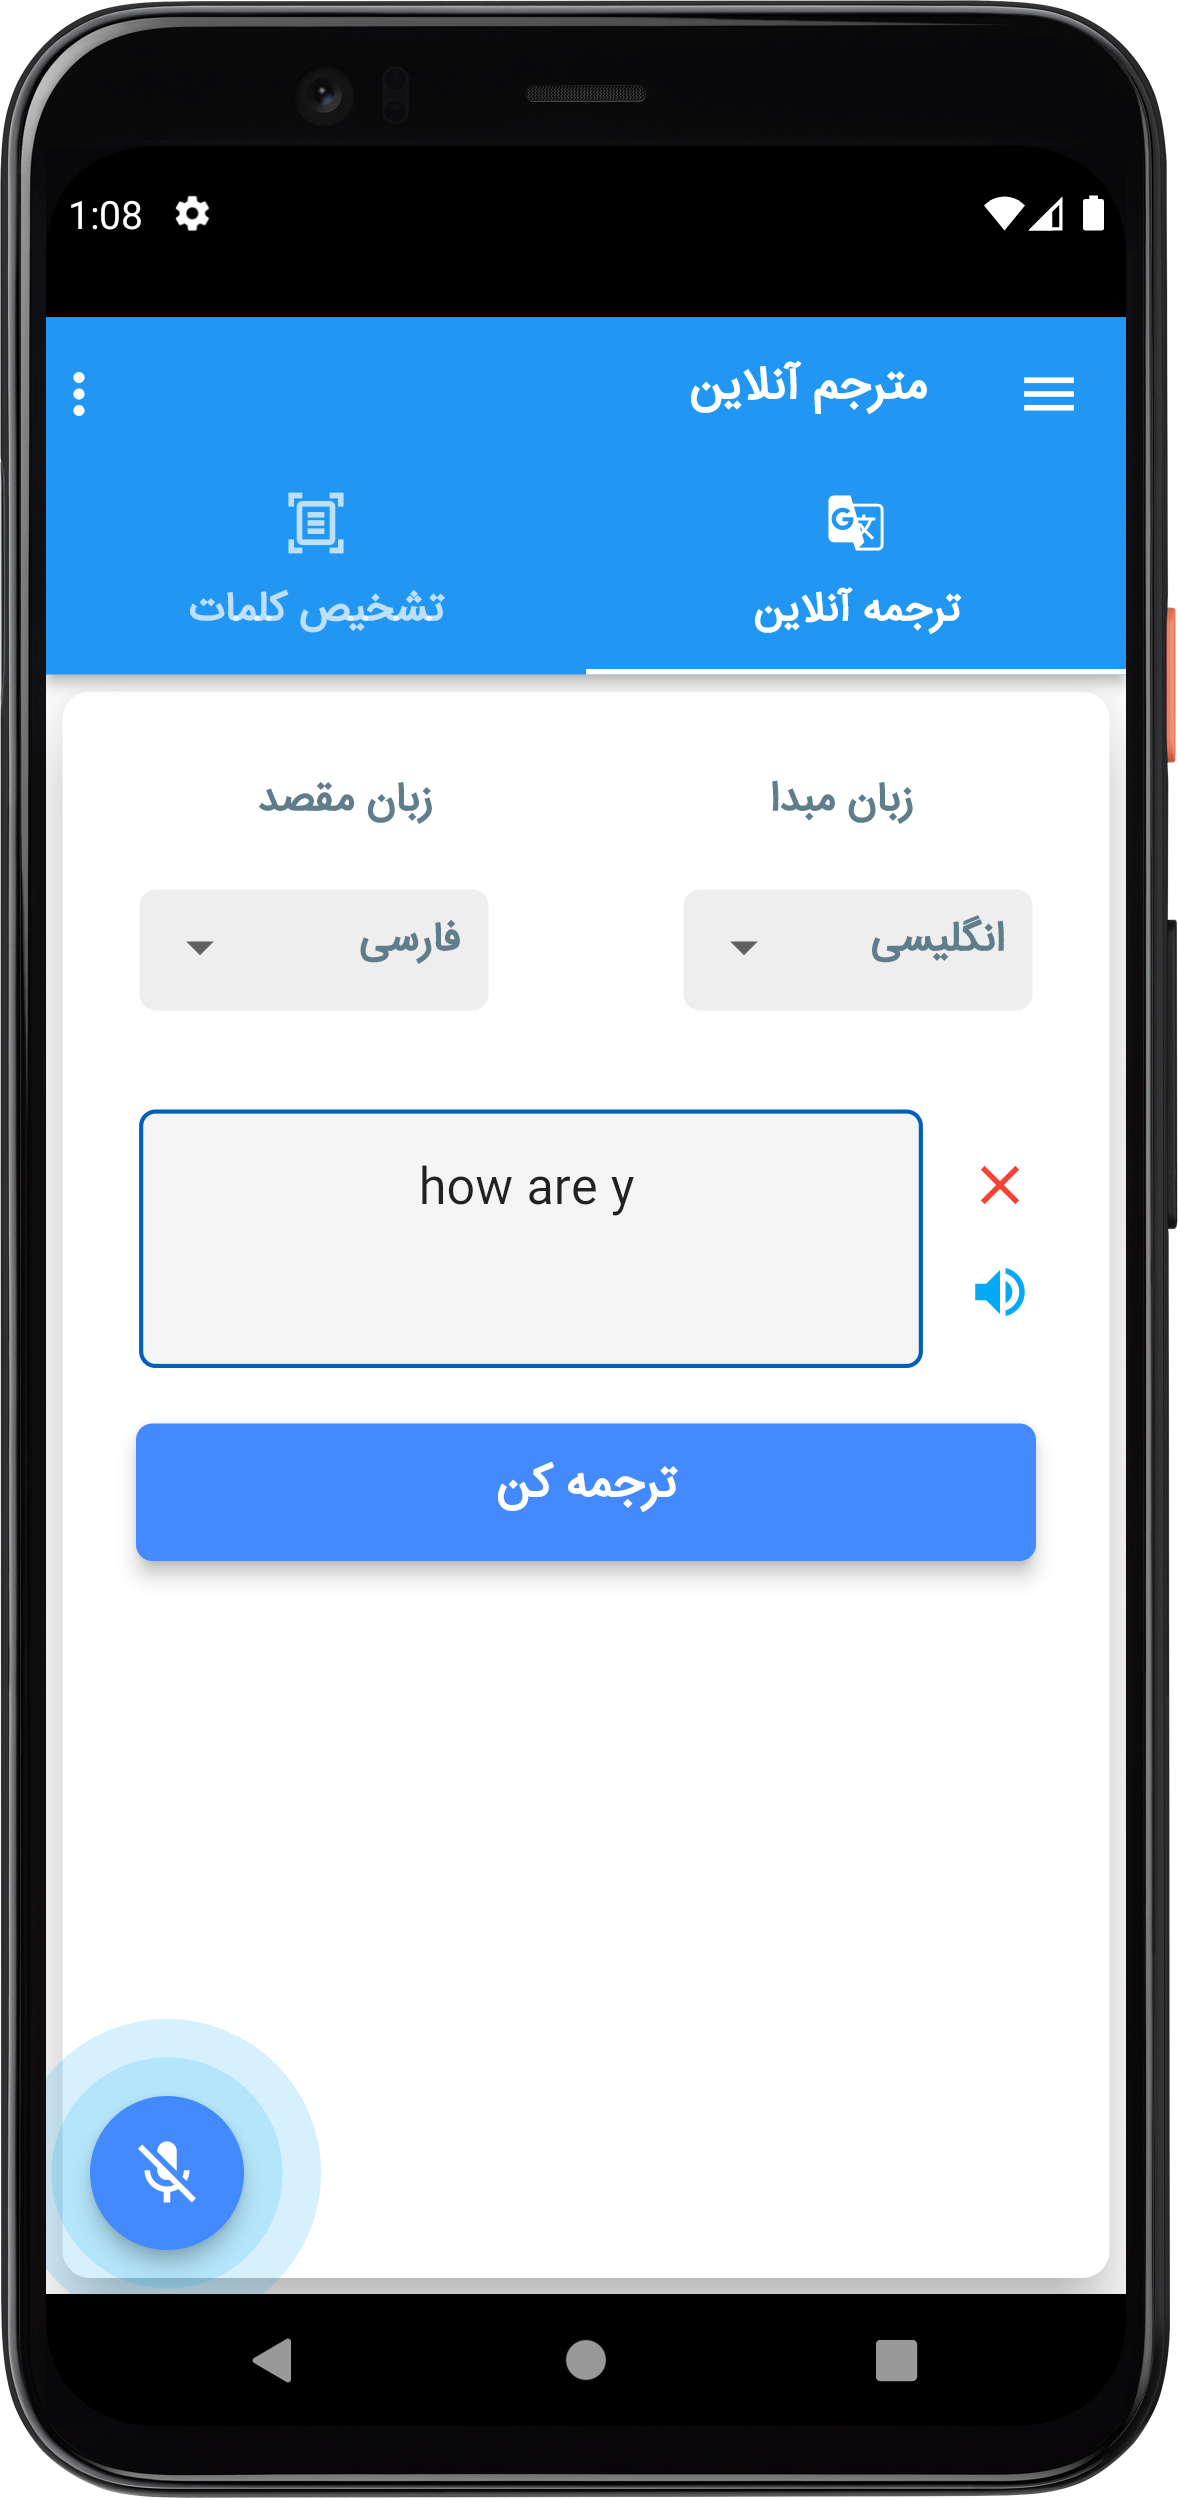 1:08
مترجم آنلاین
ترجمه آنلاین
تشخیص کلمات
زبان مبدا
زبان مقصد
انگلیسی
فارسی
how are y
ترجمه کن